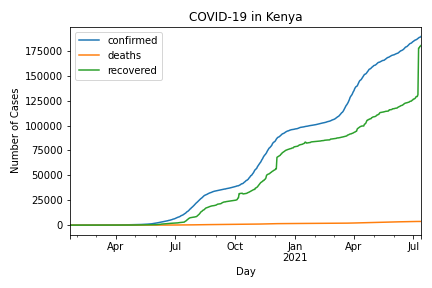 COVID-19 in Kenya
confirmed
deaths
recovered
Number of Cases
175000
150000
125000
100000
75000
50000
25000
0
Apr
Jul
Oct
Jan
2021
Apr
Jul
Day